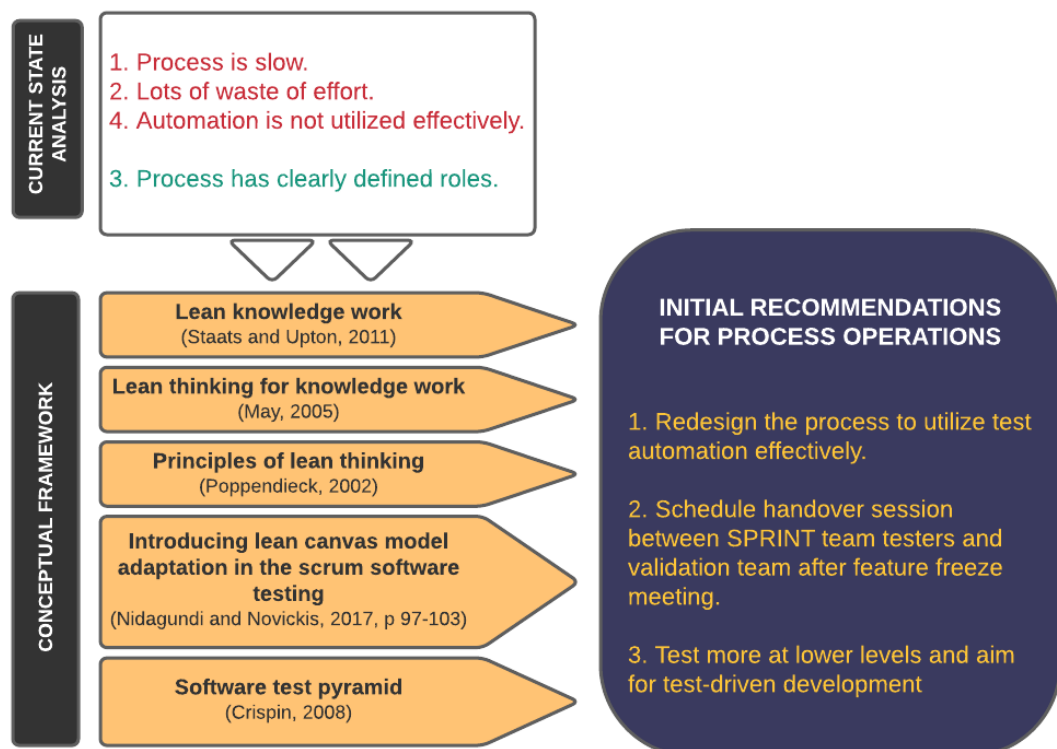 CURRENT STATE
ANALYSIS
1. Process is slow.
2. Lots of waste of effort.
4. Automation is not utilized effectively.
3. Process has clearly defined roles.
CONCEPTUAL FRAMEWORK
Lean knowledge work
(Staats and Upton, 2011)
Lean thinking for knowledge work
(May, 2005)
Principles of lean thinking
(Poppendieck, 2002)
Introducing lean canvas model
adaptation in the scrum software
testing
(Nidagundi and Novickis, 2017, p 97-103)
Software test pyramid
(Crispin, 2008)
INITIAL RECOMMENDATIONS
FOR PROCESS OPERATIONS
1. Redesign the process to utilize test
automation effectively.
2. Schedule handover session
between SPRINT team testers and
validation team after feature freeze
meeting.
3. Test more at lower levels and aim
for test-driven development